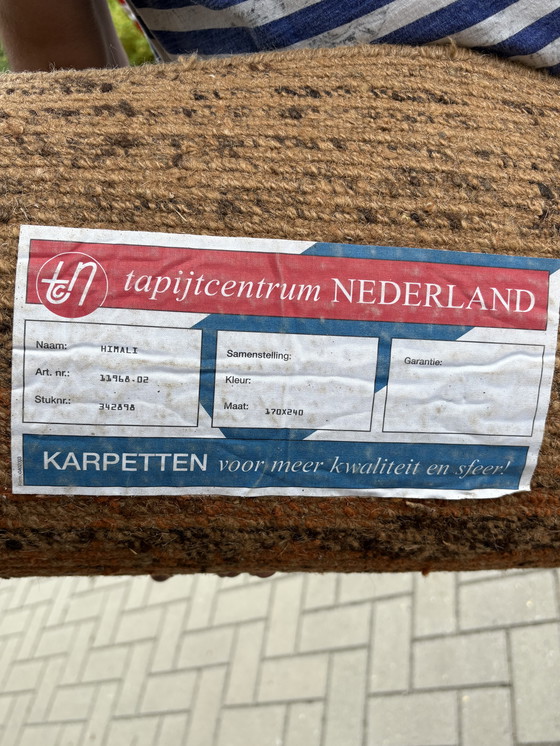 tcn tapijtcentrum NEDERLAND
Naam: HIMALI
Art. nr.: 11968.02
Stuknr.: 342898
Samenstelling:
Kleur:
Maat: 170X240
Garantie:
KARPETTEN voor meer kwaliteit en sfeer!